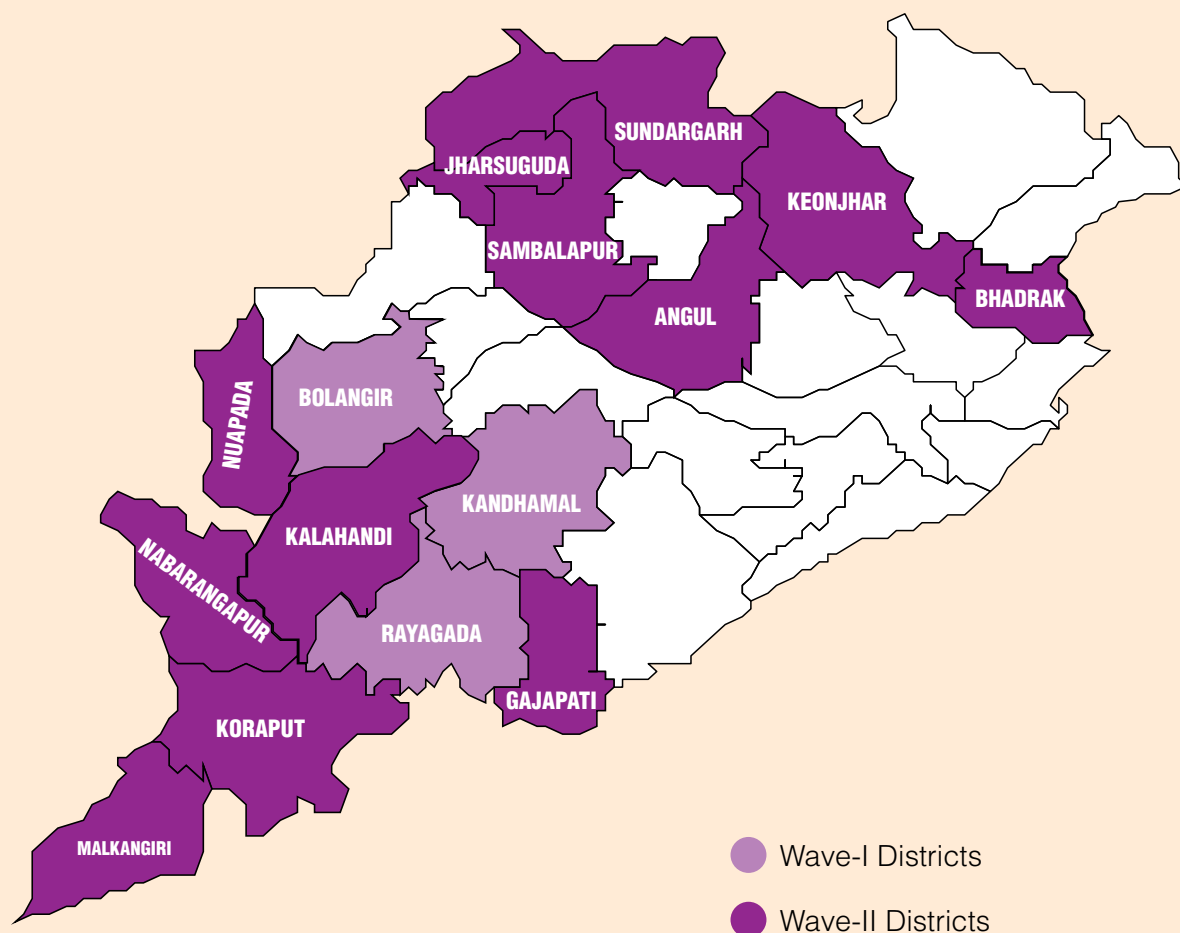 SUNDARGARH
JHARSUGUDA
KEONJHAR
SAMBALAPUR
BHADRAK
ANGUL
BOLANGIR
NUAPADA
KANDHAMAL
KALAHANDI
NABARANGAPUR
RAYAGADA
GAJAPATI
KORAPUT
MALKANGIRI
Wave-I Districts
Wave-II Districts